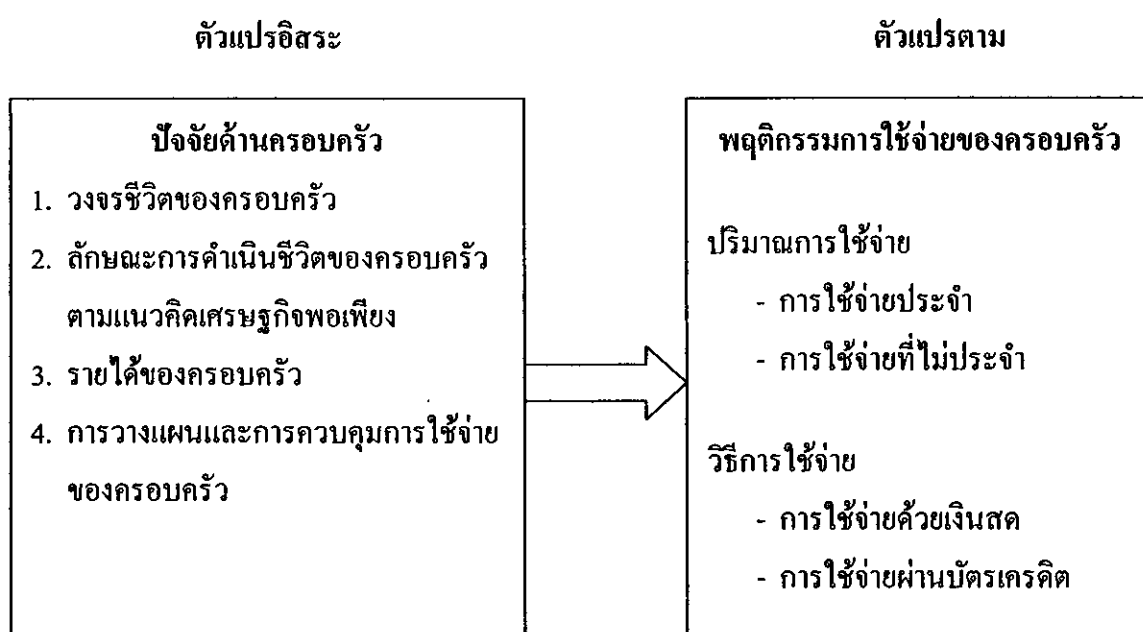 ตัวแปรอิสระ
ตัวแปรตาม
ปัจจัยด้านครอบครัว
1. วงจรชีวิตของครอบครัว
2. ลักษณะการดำเนินชีวิตของครอบครัว
ตามแนวคิดเศรษฐกิจพอเพียง
3. รายได้ของครอบครัว
4. การวางแผนและการควบคุมการใช้จ่าย
ของครอบครัว
พฤติกรรมการใช้จ่ายของครอบครัว
ปริมาณการใช้จ่าย
- การใช้จ่ายประจำ
- การใช้จ่ายที่ไม่ประจำ
วิธีการใช้จ่าย
- การใช้จ่ายด้วยเงินสด
- การใช้จ่ายผ่านบัตรเครดิต